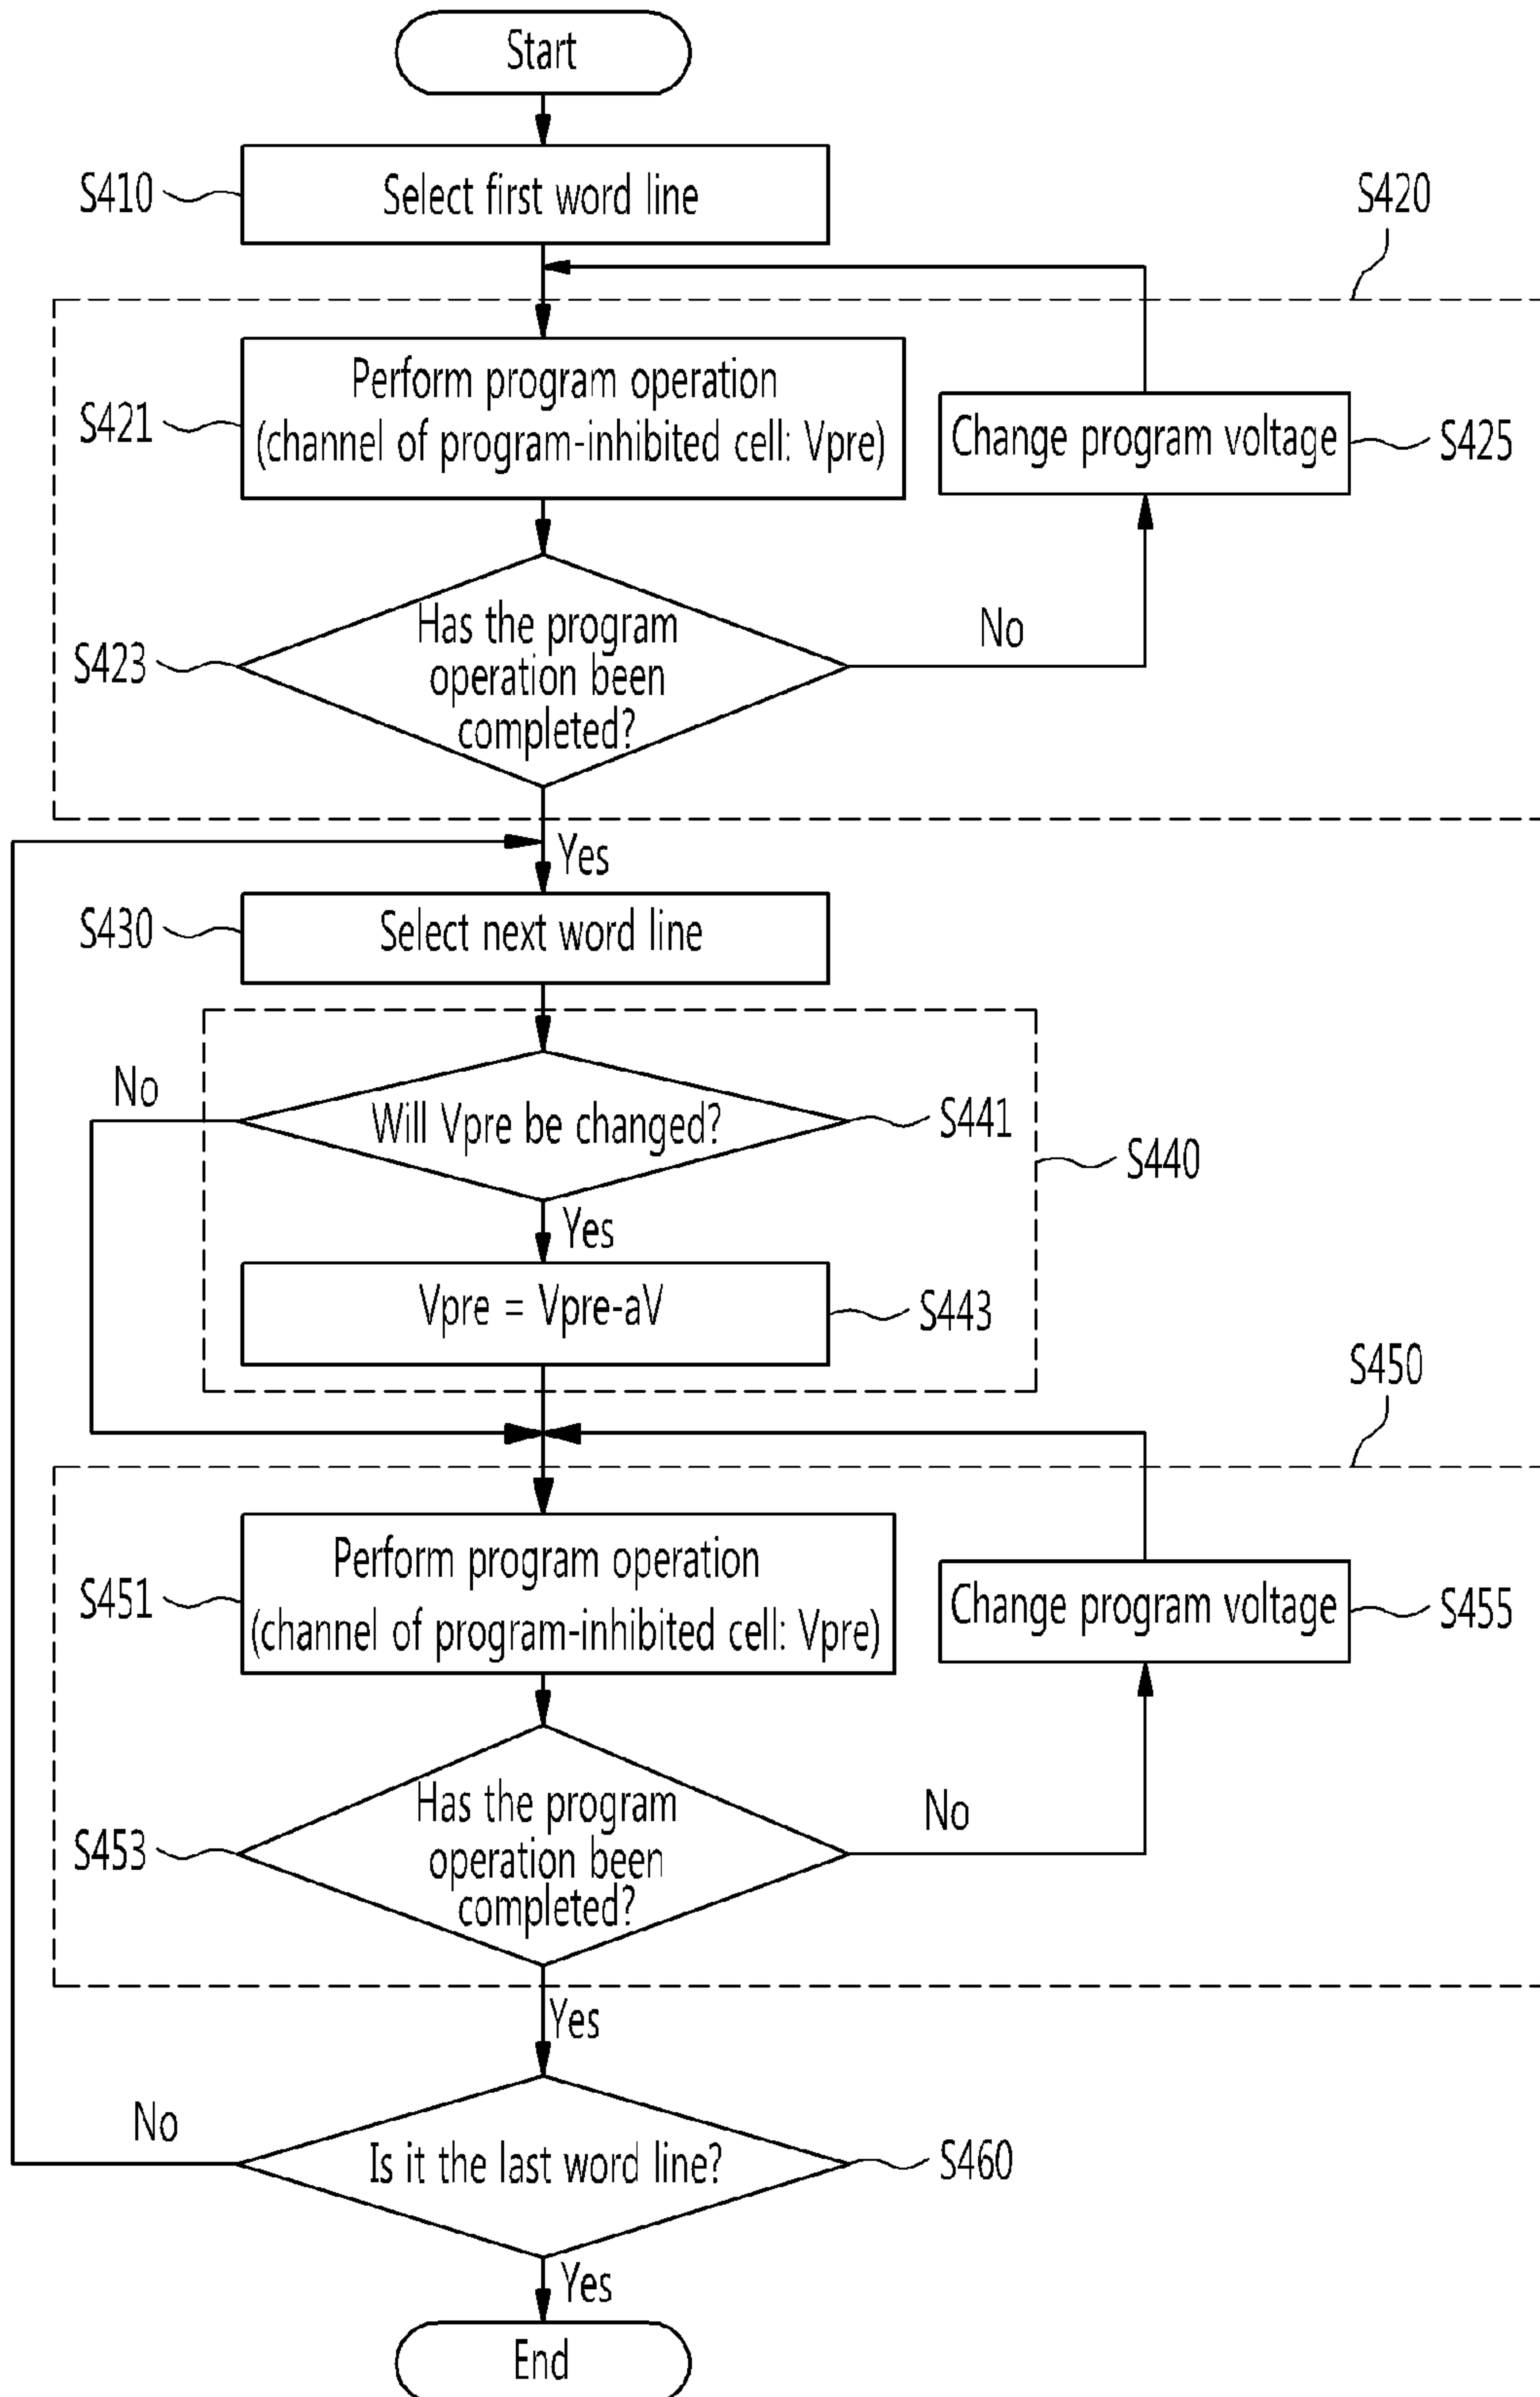 Start
S410
Select first word line
S420
S421
Perform program operation
(channel of program-inhibited cell: Vpre)
Change program voltage
S425
S423
Has the program
operation been
completed?
No
Yes
S430
Select next word line
No
Will Vpre be changed?
S441
S440
Yes
Vpre = Vpre-aV
S443
S450
S451
Perform program operation
(channel of program-inhibited cell: Vpre)
Change program voltage
S455
S453
Has the program
operation been
completed?
No
Yes
No
Is it the last word line?
S460
Yes
End